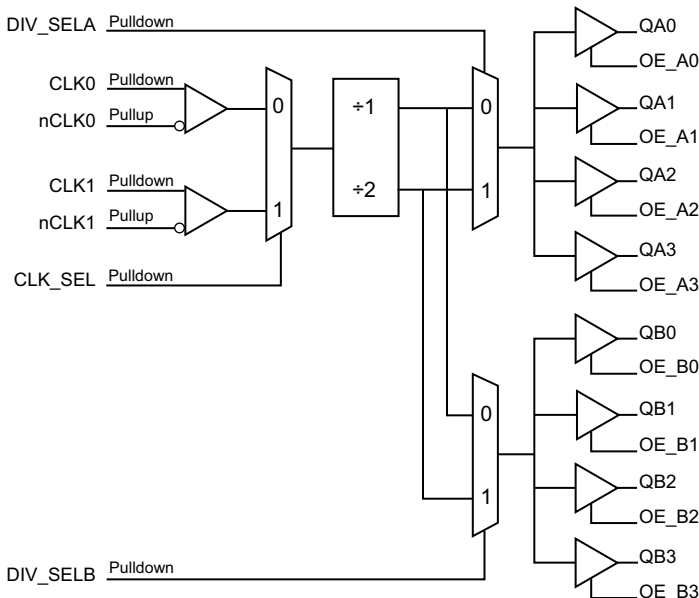 DIV_SELA Pulldown
CLK0 Pulldown
nCLK0 Pullup
CLK1 Pulldown
nCLK1 Pullup
CLK_SEL Pulldown
0
1
÷1
÷2
0
1
QA0
OE_A0
QA1
OE_A1
QA2
OE_A2
QA3
OE_A3
0
1
QB0
OE_B0
QB1
OE_B1
QB2
OE_B2
QB3
OE_B3
DIV_SELB Pulldown